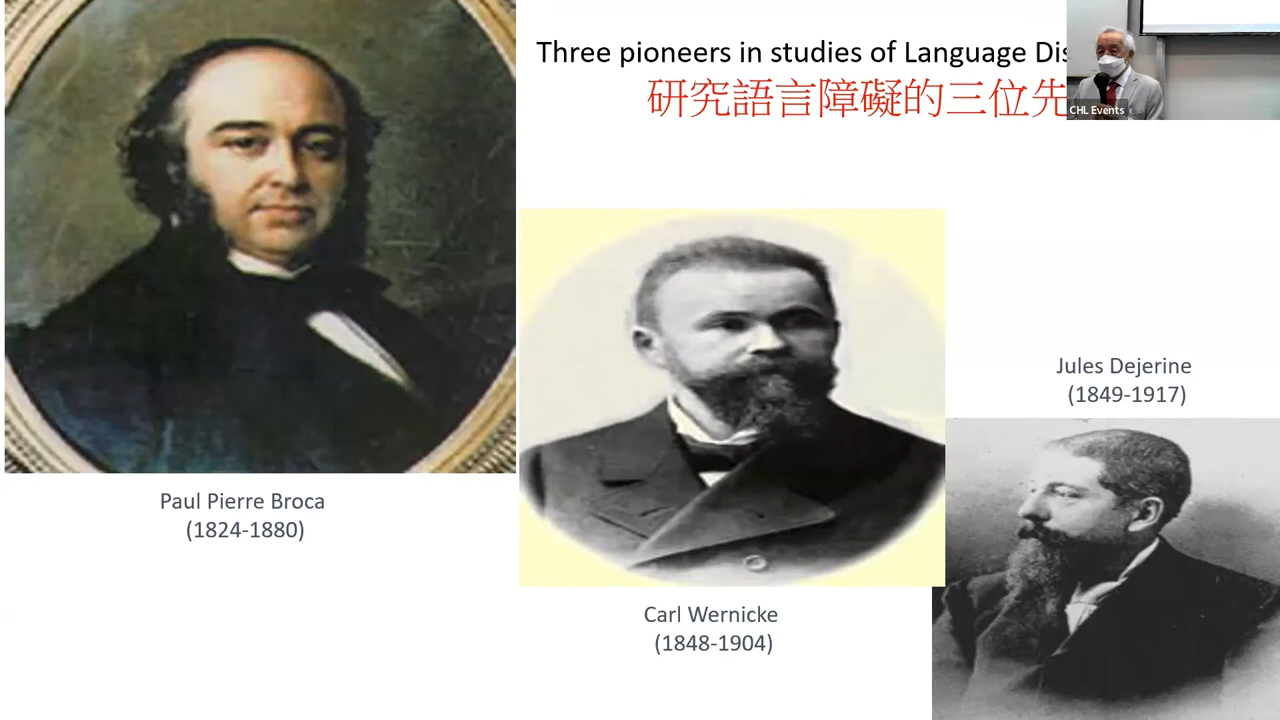 Three pioneers in studies of Language
研究語言障礙的三位先
CHL Events
Jules Dejerine
(1849-1917)
Paul Pierre Broca
(1824-1880)
Carl Wernicke
(1848-1904)